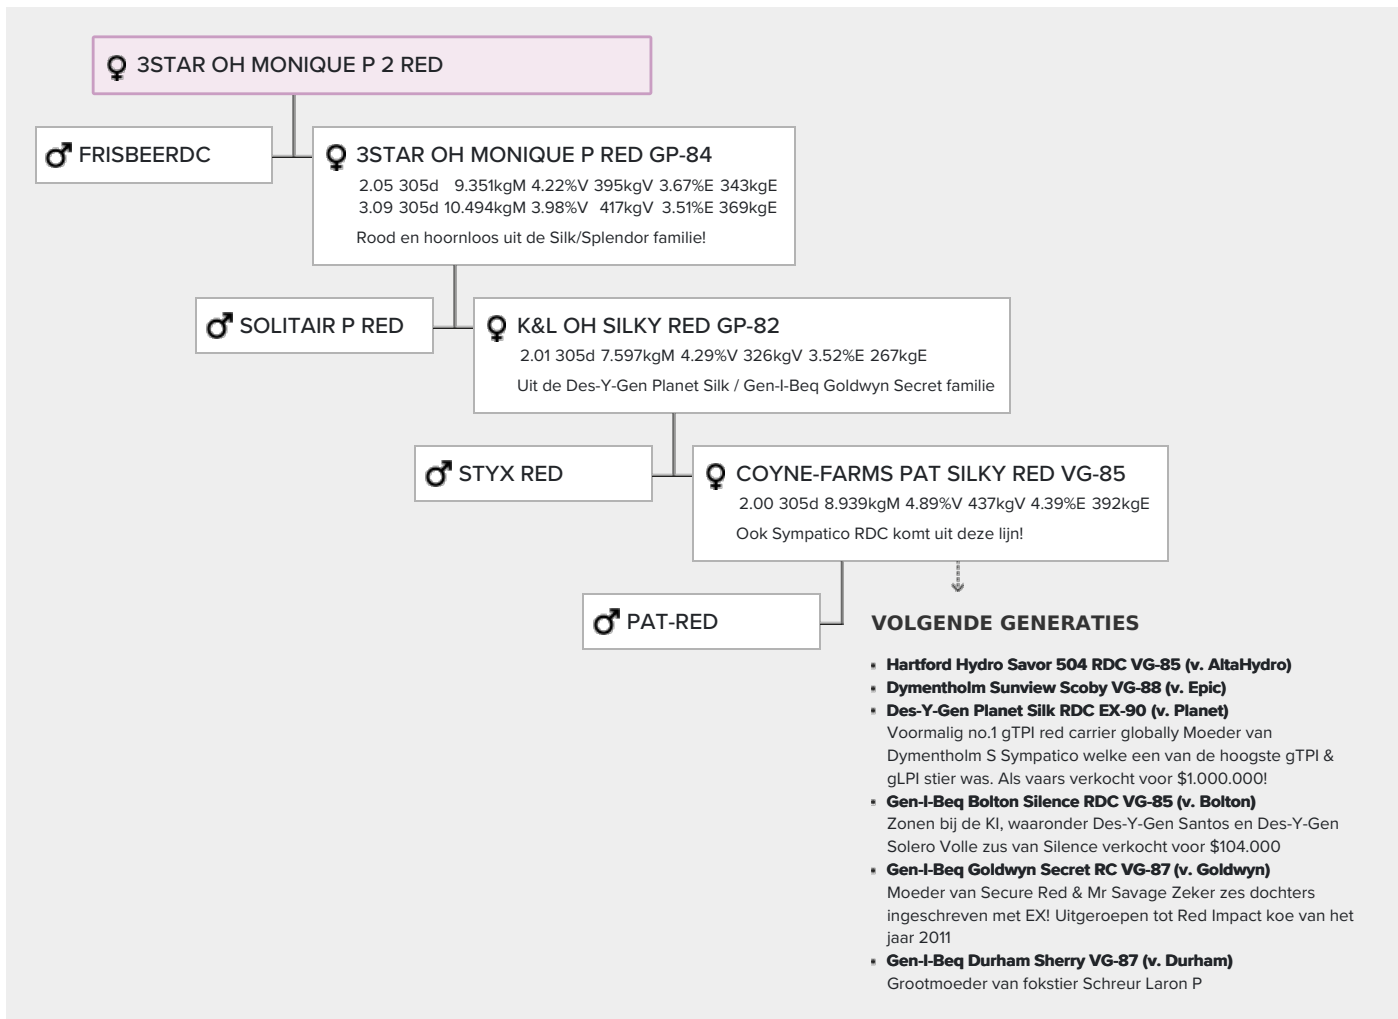 3STAR OH MONIQUE P 2 RED
FRISBEERDC
3STAR OH MONIQUE P RED GP-84
2.05 305d 9.351kgM 4.22%V 395kgV 3.67%E 343kgE
3.09 305d 10.494kgM 3.98%V 417kgV 3.51%E 369kgE
Rood en hoornloos uit de Silk/Splendor familie!
SOLITAIR P RED
K&L OH SILKY RED GP-82
2.01 305d 7.597kgM 4.29%V 326kgV 3.52%E 267kgE
Uit de Des-Y-Gen Planet Silk / Gen-I-Beq Goldwyn Secret familie
STYX RED
COYNE-FARMS PAT SILKY RED VG-85
2.00 305d 8.939kgM 4.89%V 437kgV 4.39%E 392kgE
Ook Sympatico RDC komt uit deze lijn!
PAT-RED
VOLGENDE GENERATIES
▪ Hartford Hydro Savor 504 RDC VG-85 (v. AltaHydro)
▪ Dymentholm Sunview Scoby VG-88 (v. Epic)
▪ Des-Y-Gen Planet Silk RDC EX-90 (v. Planet)
Voormalig no.1 gTPI red carrier globally Moeder van
Dymentholm S Sympatico welke een van de hoogste gTPI &
gLPI stier was. Als vaars verkocht voor $1.000.000!
▪ Gen-I-Beq Bolton Silence RDC VG-85 (v. Bolton)
Zonen bij de KI, waaronder Des-Y-Gen Santos en Des-Y-Gen
Solero Volle zus van Silence verkocht voor $104.000
▪ Gen-I-Beq Goldwyn Secret RC VG-87 (v. Goldwyn)
Moeder van Secure Red & Mr Savage Zeker zes dochters
ingeschreven met EX! Uitgeroepen tot Red Impact koe van het
jaar 2011
▪ Gen-I-Beq Durham Sherry VG-87 (v. Durham)
Grootmoeder van fokstier Schreur Laron P